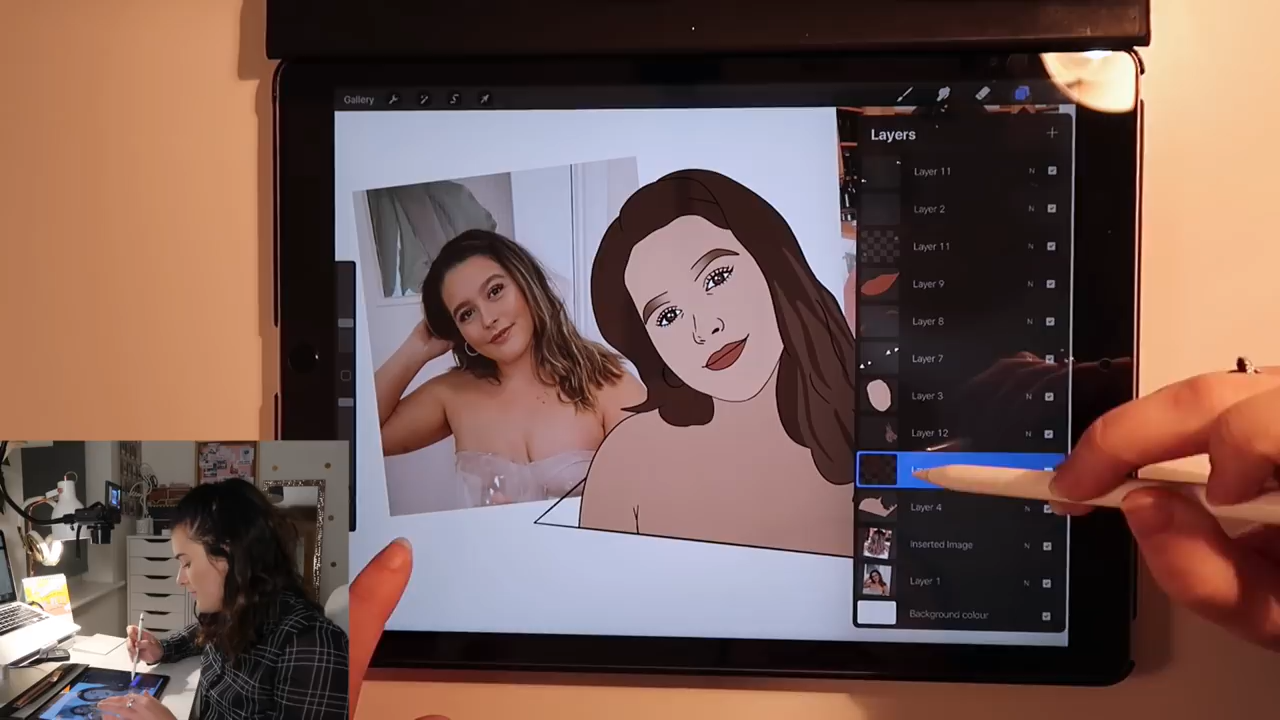 Gallery
Layers
Layer 11 N
Layer 2 N
Layer 11 N
Layer 9 N
Layer 8 N
Layer 7
Layer 3 N
Layer 12 N
Layer 4 N
Inserted Image N
Layer 1 N
Background colour